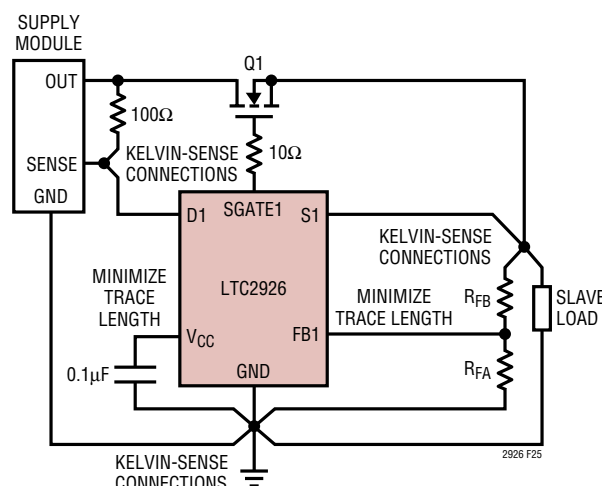 SUPPLY
MODULE
OUT
SENSE
GND
Q1
100Ω
10Ω
KELVIN-SENSE
CONNECTIONS
D1
SGATE1
S1
KELVIN-SENSE
CONNECTIONS
MINIMIZE
TRACE
LENGTH
LTC2926
MINIMIZE
TRACE LENGTH
RFB
SLAVE
LOAD
VCC
FB1
0.1µF
GND
RFA
2926 F25
KELVIN-SENSE
CONNECTIONS